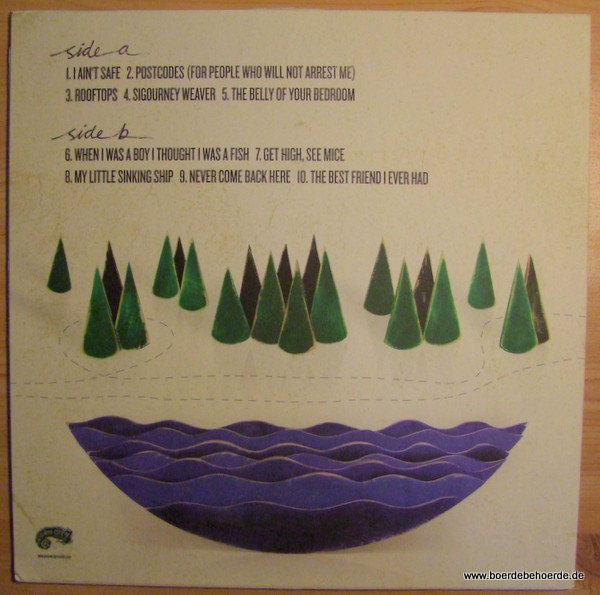 side a
1. I AIN'T SAFE 2. POSTCODES (FOR PEOPLE WHO WILL NOT ARREST ME)
3. ROOFTOPS 4. SIGOURNEY WEAVER 5. THE BELLY OF YOUR BEDROOM
side b
6. WHEN I WAS A BOY I THOUGHT I WAS A FISH 7. GET HIGH, SEE MICE
8. MY LITTLE SINKING SHIP 9. NEVER COME BACK HERE 10. THE BEST FRIEND I EVER HAD
www.boerdebehoerde.de